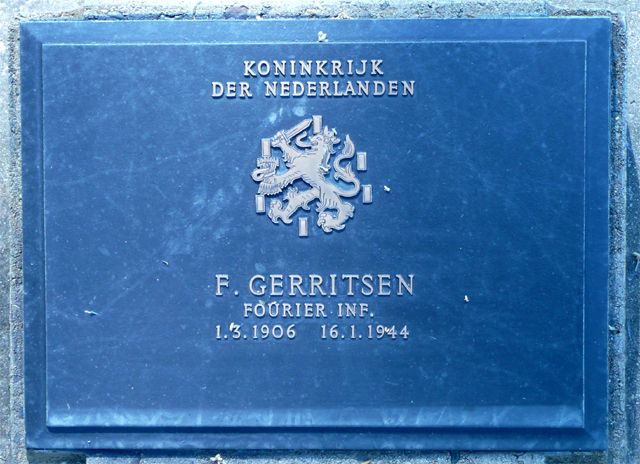 KONINKRIJK
DER NEDERLANDEN
F. GERRITSEN
FOURIER INF.
1.3.1906 16.1.1944